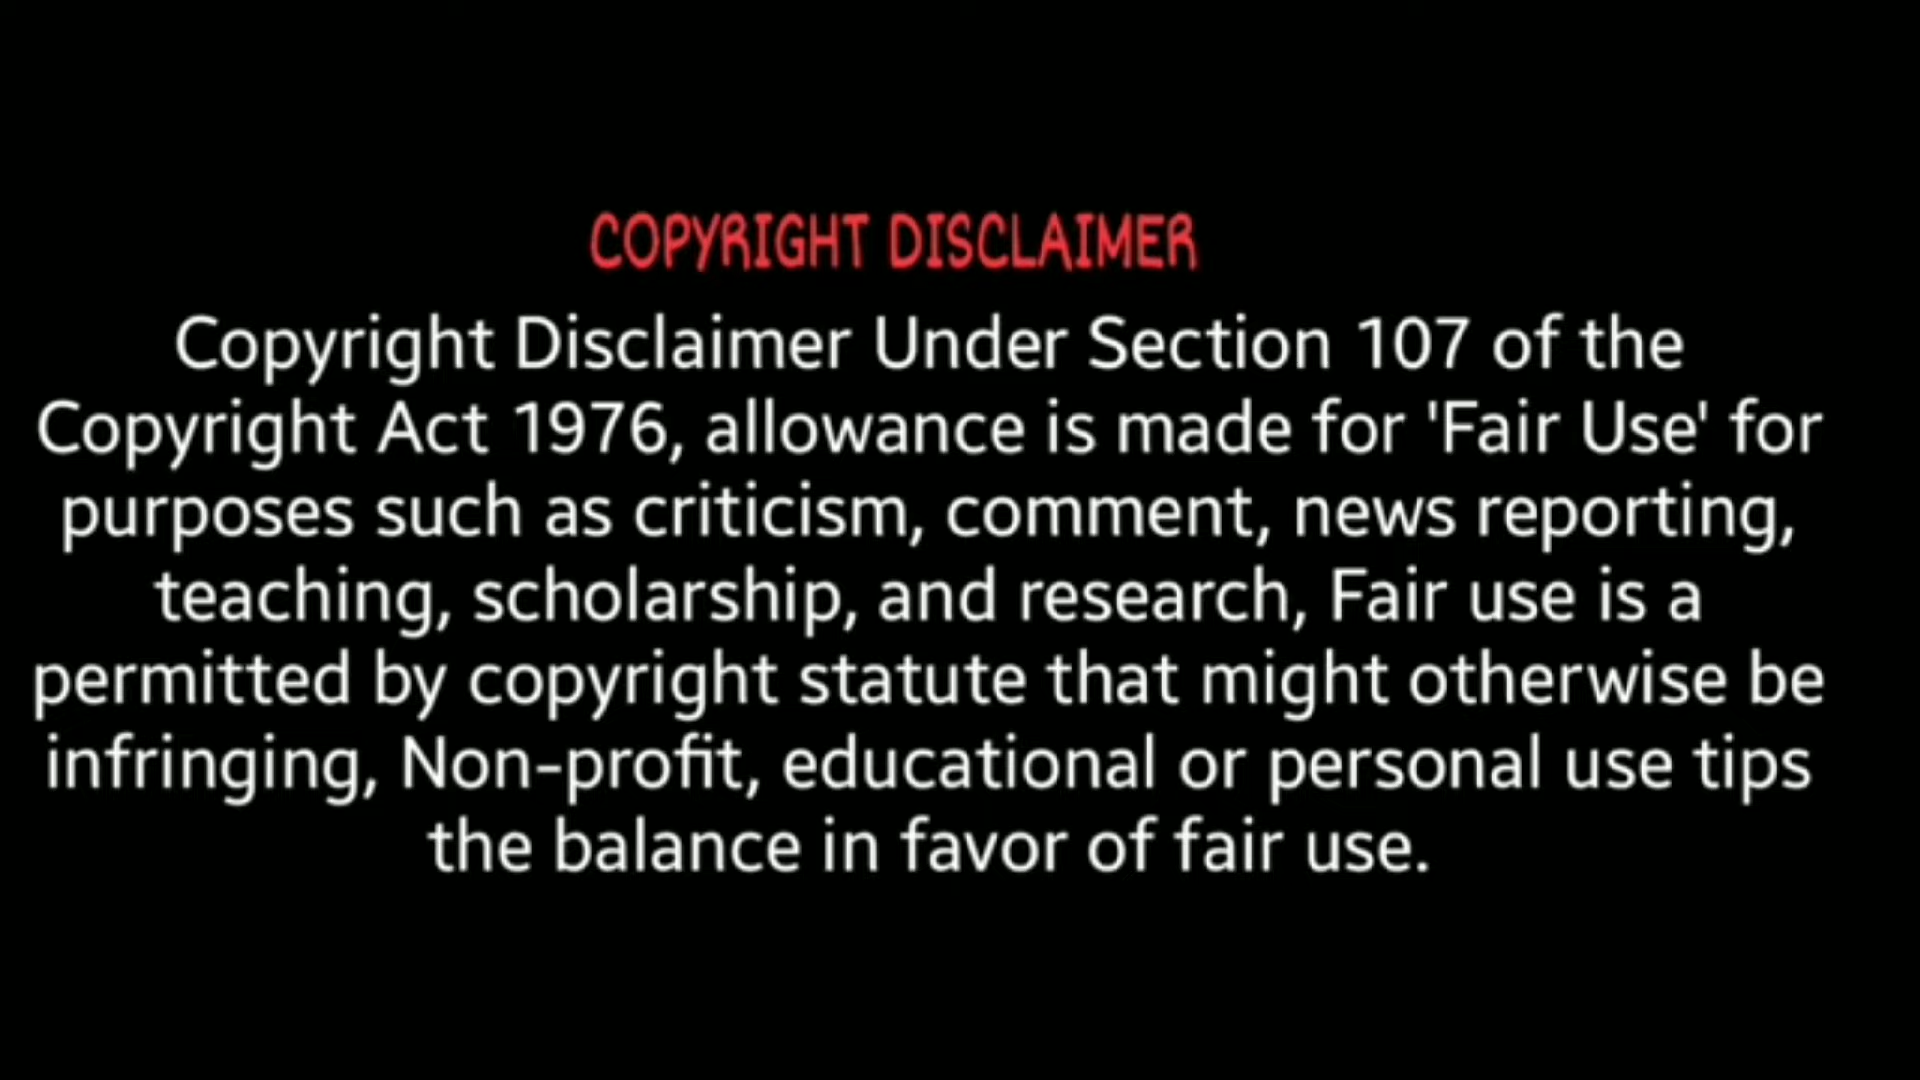 COPYRIGHT DISCLAIMER
Copyright Disclaimer Under Section 107 of the
Copyright Act 1976, allowance is made for 'Fair Use' for
purposes such as criticism, comment, news reporting,
teaching, scholarship, and research, Fair use is a
permitted by copyright statute that might otherwise be
infringing, Non-profit, educational or personal use tips
the balance in favor of fair use.